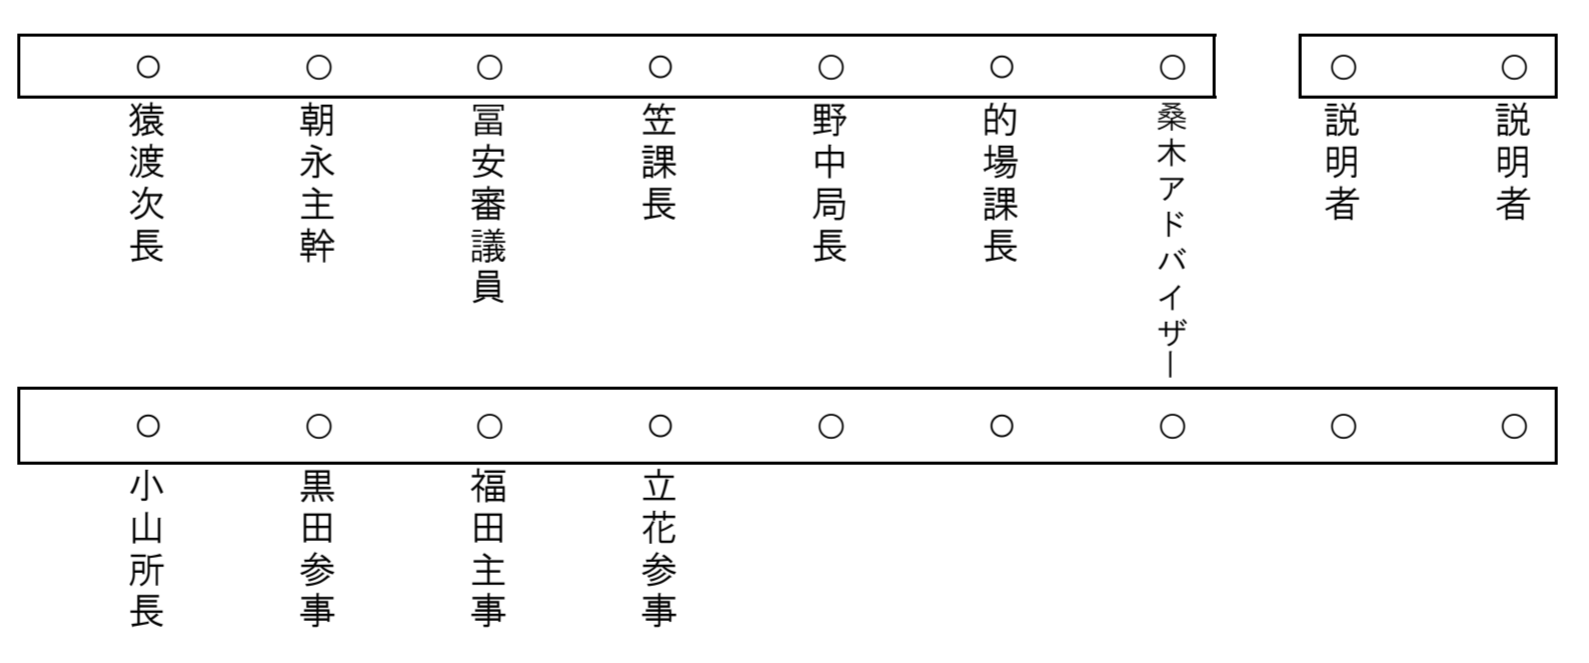 ○ ○ ○ ○ ○ ○ ○ ○ ○
猿渡次長
朝永主幹
冨安審議員
笠課長
野中局長
的場課長
桑木アドバイザー
説明者
説明者
○ ○ ○ ○ ○ ○ ○ ○ ○
小山所長
黒田参事
福田主事
立花参事